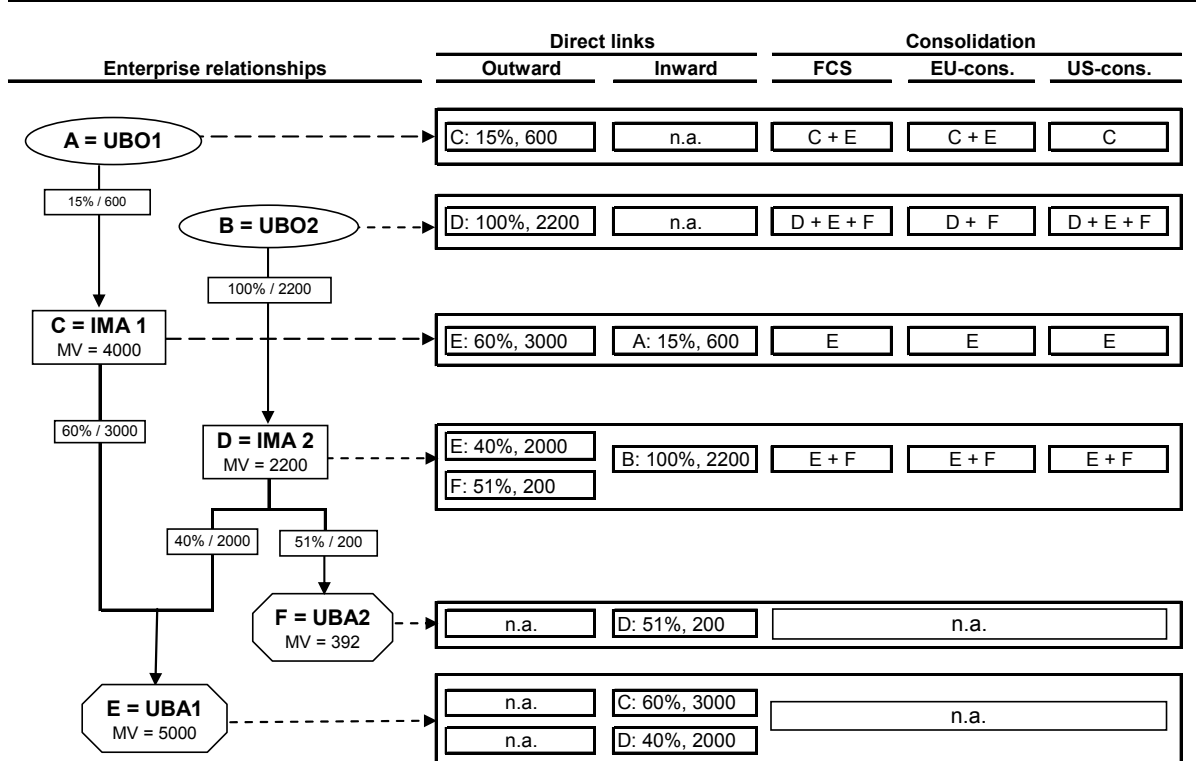 Direct links Consolidation
Enterprise relationships Outward Inward FCS EU-cons. US-cons.
A = UBO1 C: 15%, 600 n.a. C + E C + E C
15% / 600
B = UBO2 D: 100%, 2200 n.a. D + E + F D + F D + E + F
100% / 2200
C = IMA 1
MV = 4000
E: 60%, 3000 A: 15%, 600 E E E
60% / 3000
D = IMA 2
MV = 2200
E: 40%, 2000
F: 51%, 200
B: 100%, 2200 E + F E + F E + F
40% / 2000 51% / 200
F = UBA2
MV = 392
n.a. D: 51%, 200 n.a.
E = UBA1
MV = 5000
n.a. C: 60%, 3000 n.a.
n.a. D: 40%, 2000